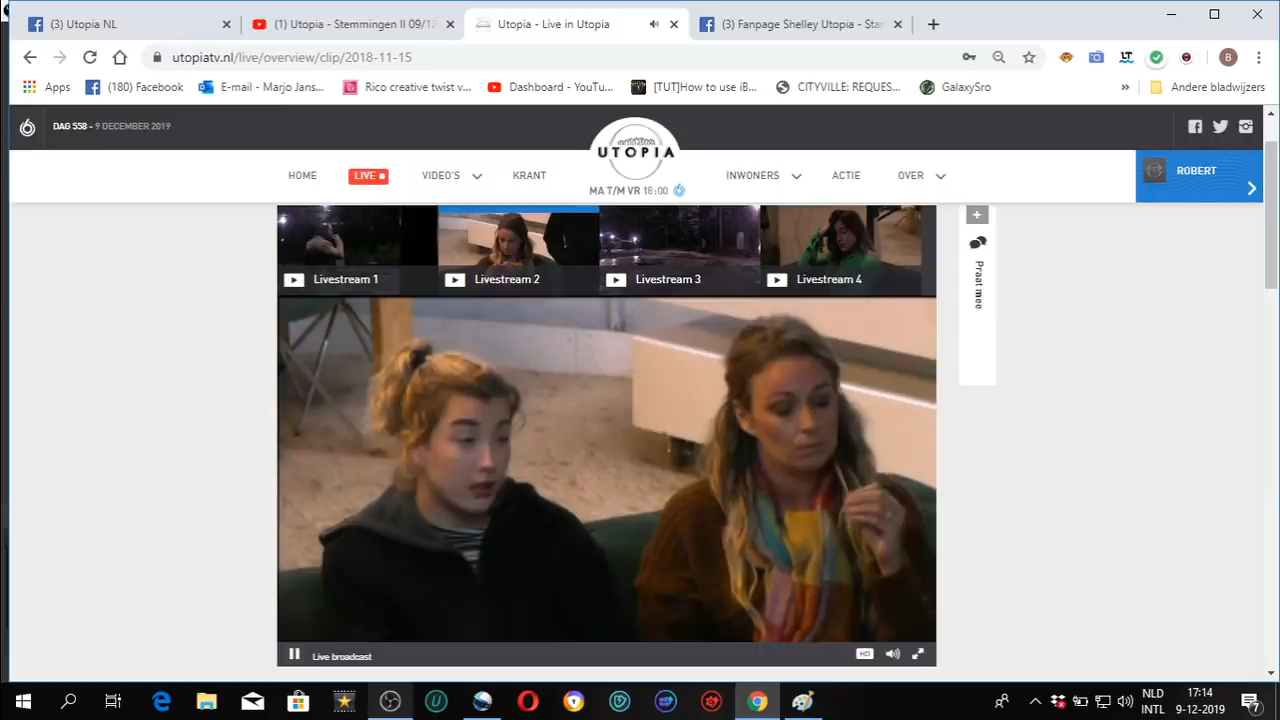 (3) Utopia NL
(1) Utopia - Stemmingen II 09/12
Utopia - Live in Utopia
(3) Fanpage Shelley Utopia - Star
utopiatv.nl/live/overview/clip/2018-11-15
Apps
(180) Facebook
E-mail - Marjo Jans...
Rico creative twist v...
Dashboard - YouTu...
[TUT]How to use iB...
CITYVILLE: REQUES...
GalaxySro
»
Andere bladwijzers
DAG 558 - 9 DECEMBER 2019
UTOPIA
HOME
LIVE
VIDEO'S
KRANT
MA T/M VR 18:00
INWONERS
ACTIE
OVER
ROBERT
Livestream 1
Livestream 2
Livestream 3
Livestream 4
Praat mee
Live broadcast
HD
NLD
INTL
17:14
9-12-2019
7